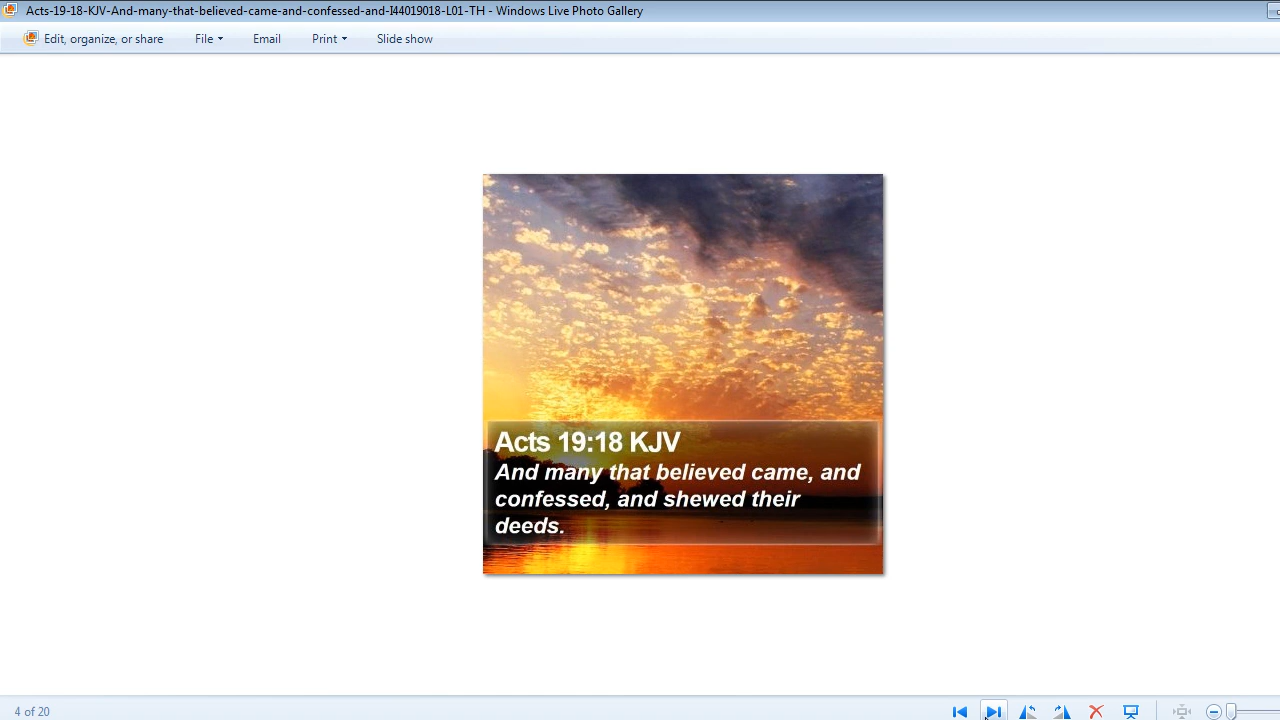 Acts-19-18-KJV-And-many-that-believed-came-and-confessed-and-I44019018-L01-TH - Windows Live Photo Gallery
Edit, organize, or share File Email Print Slide show
Acts 19:18 KJV
And many that believed came, and
confessed, and shewed their
deeds.
4 of 20